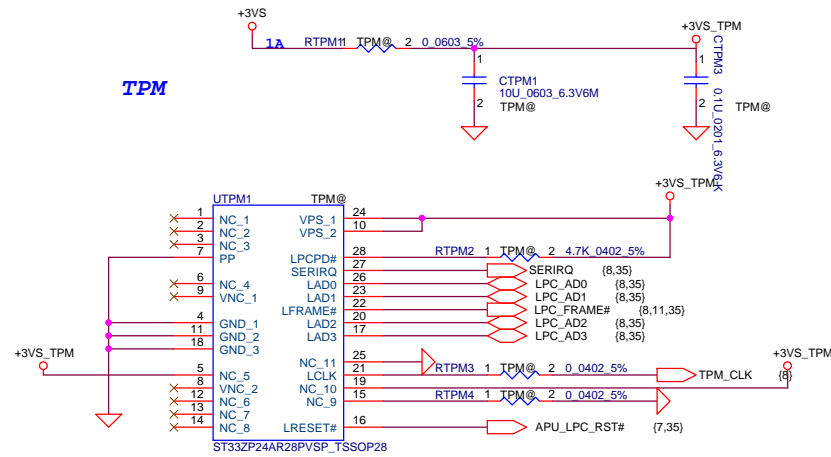 +3VS
+3VS_TPM
1A RTPM1 1 TPM@ 2 0_0603_5%
TPM
1
CTPM1
10U_0603_6.3V6M
2
TPM@
1
CTPM3 0.1U_0201_6.3V6-K
2
TPM@
+3VS_TPM
UTPM1 TPM@
1 NC_1
2 NC_2
3 NC_3
7 PP
6 NC_4
9 VNC_1
4 GND_1
11 GND_2
18 GND_3
+3VS_TPM
5 NC_5
8 VNC_2
12 NC_6
13 NC_7
14 NC_8
VPS_1 24
VPS_2 10
LPCPD# 28 RTPM2 1 TPM@ 2 4.7K_0402_5%
SERIRQ 27 SERIRQ {8,35}
LAD0 26 LPC_AD0 {8,35}
LAD1 23 LPC_AD1 {8,35}
LFRAME# 22 LPC_FRAME# {8,11,35}
LAD2 20 LPC_AD2 {8,35}
LAD3 17 LPC_AD3 {8,35}
NC_11 25
LCLK 21 RTPM3 1 TPM@ 2 0_0402_5% TPM_CLK {8}
+3VS_TPM
NC_10 19
NC_9 15 RTPM4 1 TPM@ 2 0_0402_5%
LRESET# 16 APU_LPC_RST# {7,35}
ST33ZP24AR28PVSP_TSSOP28